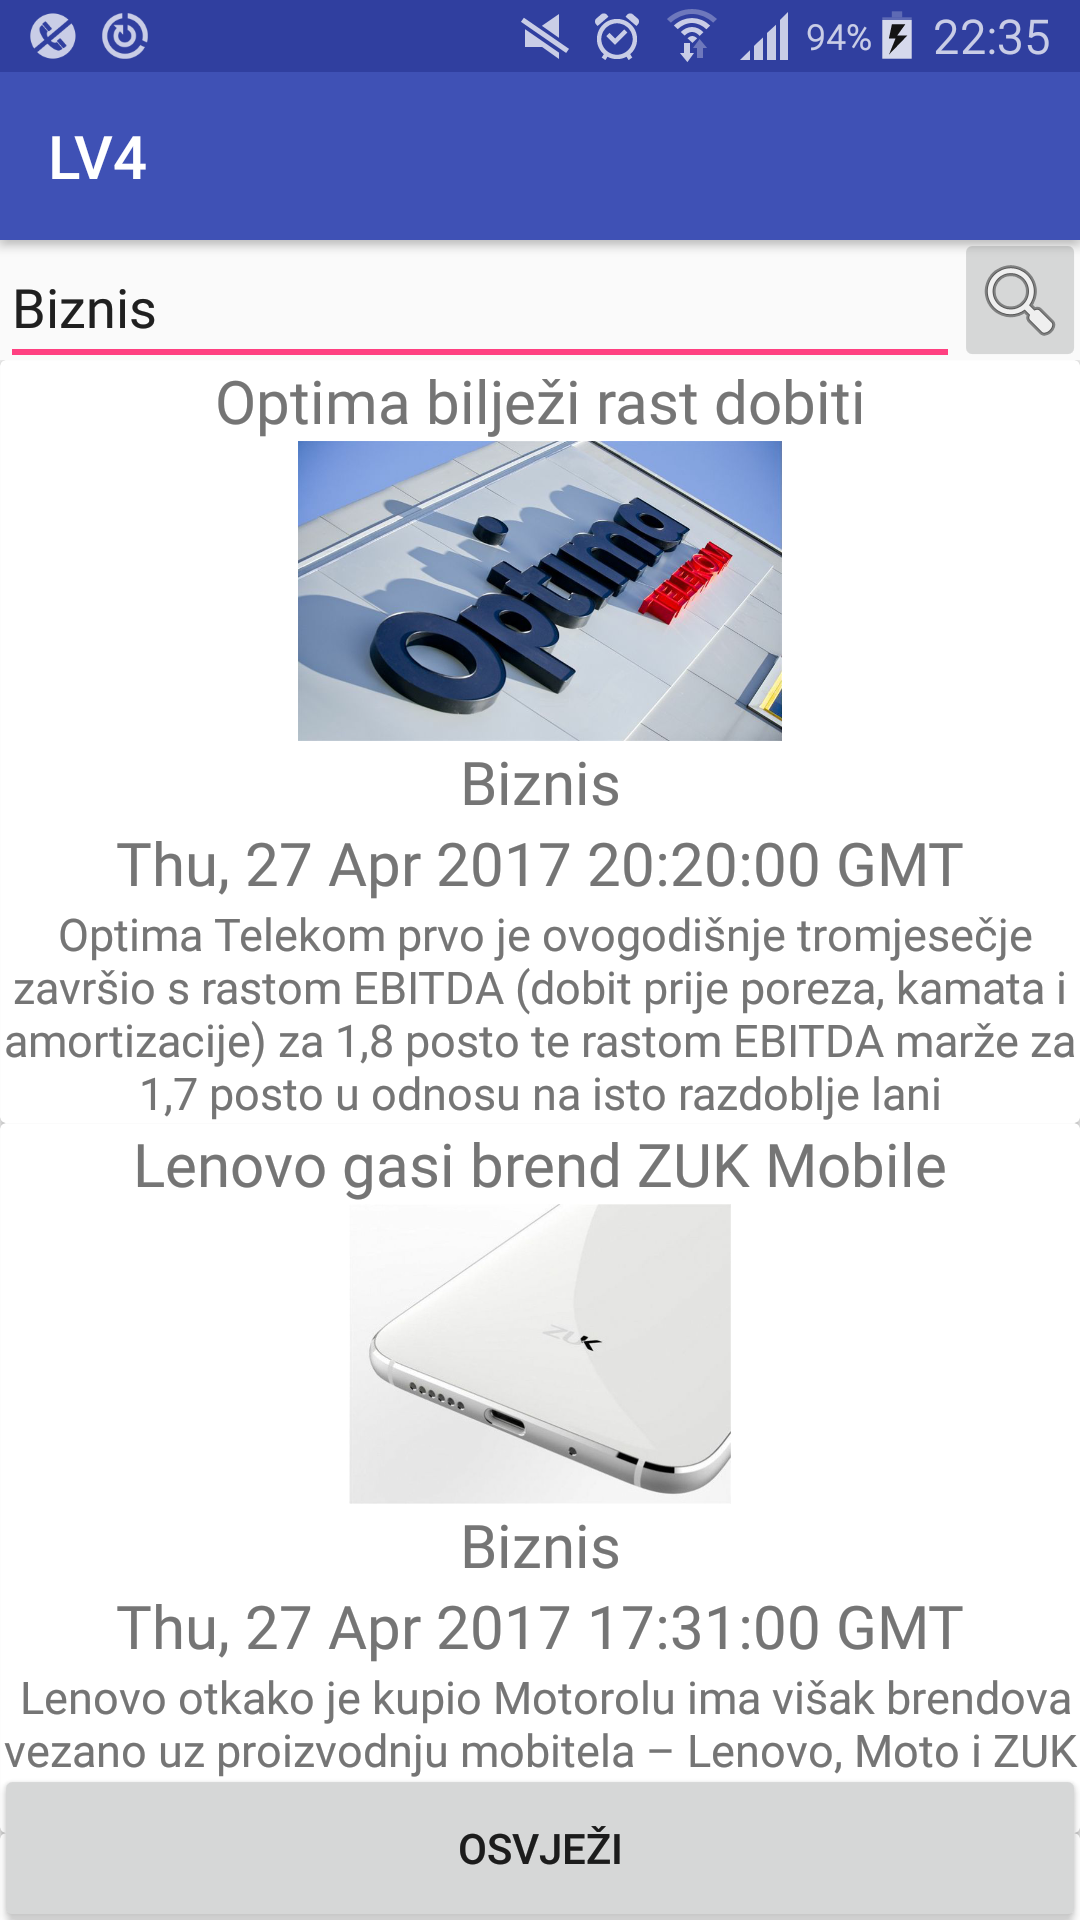 94% 22:35
LV4
Biznis
Optima bilježi rast dobiti
Optima
TELEKOM
Biznis
Thu, 27 Apr 2017 20:20:00 GMT
Optima Telekom prvo je ovogodišnje tromjesečje
završio s rastom EBITDA (dobit prije poreza, kamata i
amortizacije) za 1,8 posto te rastom EBITDA marže za
1,7 posto u odnosu na isto razdoblje lani
Lenovo gasi brend ZUK Mobile
ZUK
Biznis
Thu, 27 Apr 2017 17:31:00 GMT
Lenovo otkako je kupio Motorolu ima višak brendova
vezano uz proizvodnju mobitela – Lenovo, Moto i ZUK
OSVJEŽI